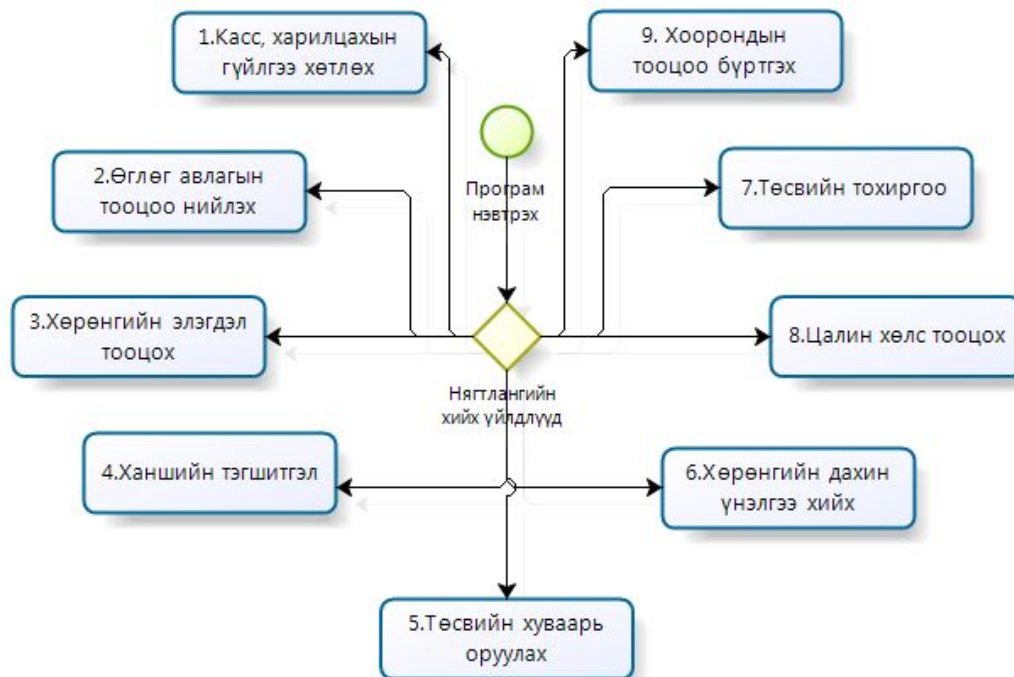 1.Касс, харилцахын
гүйлгээ хөтлөх
9. Хоорондын
тооцоо бүртгэх
2.Өглөг авлагын
тооцоо нийлэх
Програм
нэвтрэх
7.Төсвийн тохиргоо
3.Хөрөнгийн элэгдэл
тооцох
8.Цалин хөлс тооцох
Нягтлангийн
хийх үйлдлүүд
4.Ханшийн тэгшитгэл
6.Хөрөнгийн дахин
үнэлгээ хийх
5.Төсвийн хуваарь
оруулах